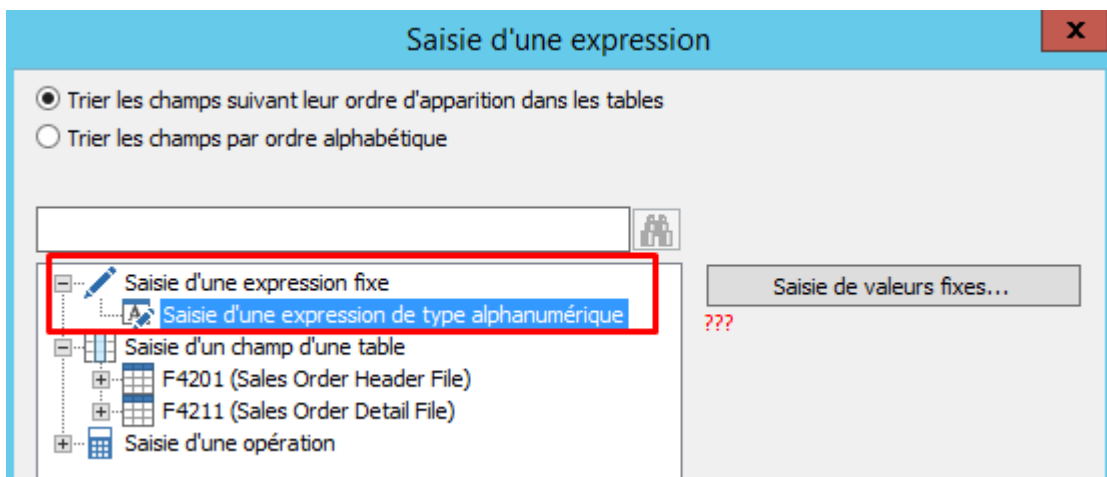 Saisie d'une expression
x
Trier les champs suivant leur ordre d'apparition dans les tables
Trier les champs par ordre alphabétique
Saisie d'une expression fixe
Saisie d'une expression de type alphanumérique
Saisie d'un champ d'une table
F4201 (Sales Order Header File)
F4211 (Sales Order Detail File)
Saisie d'une opération
Saisie de valeurs fixes...
???